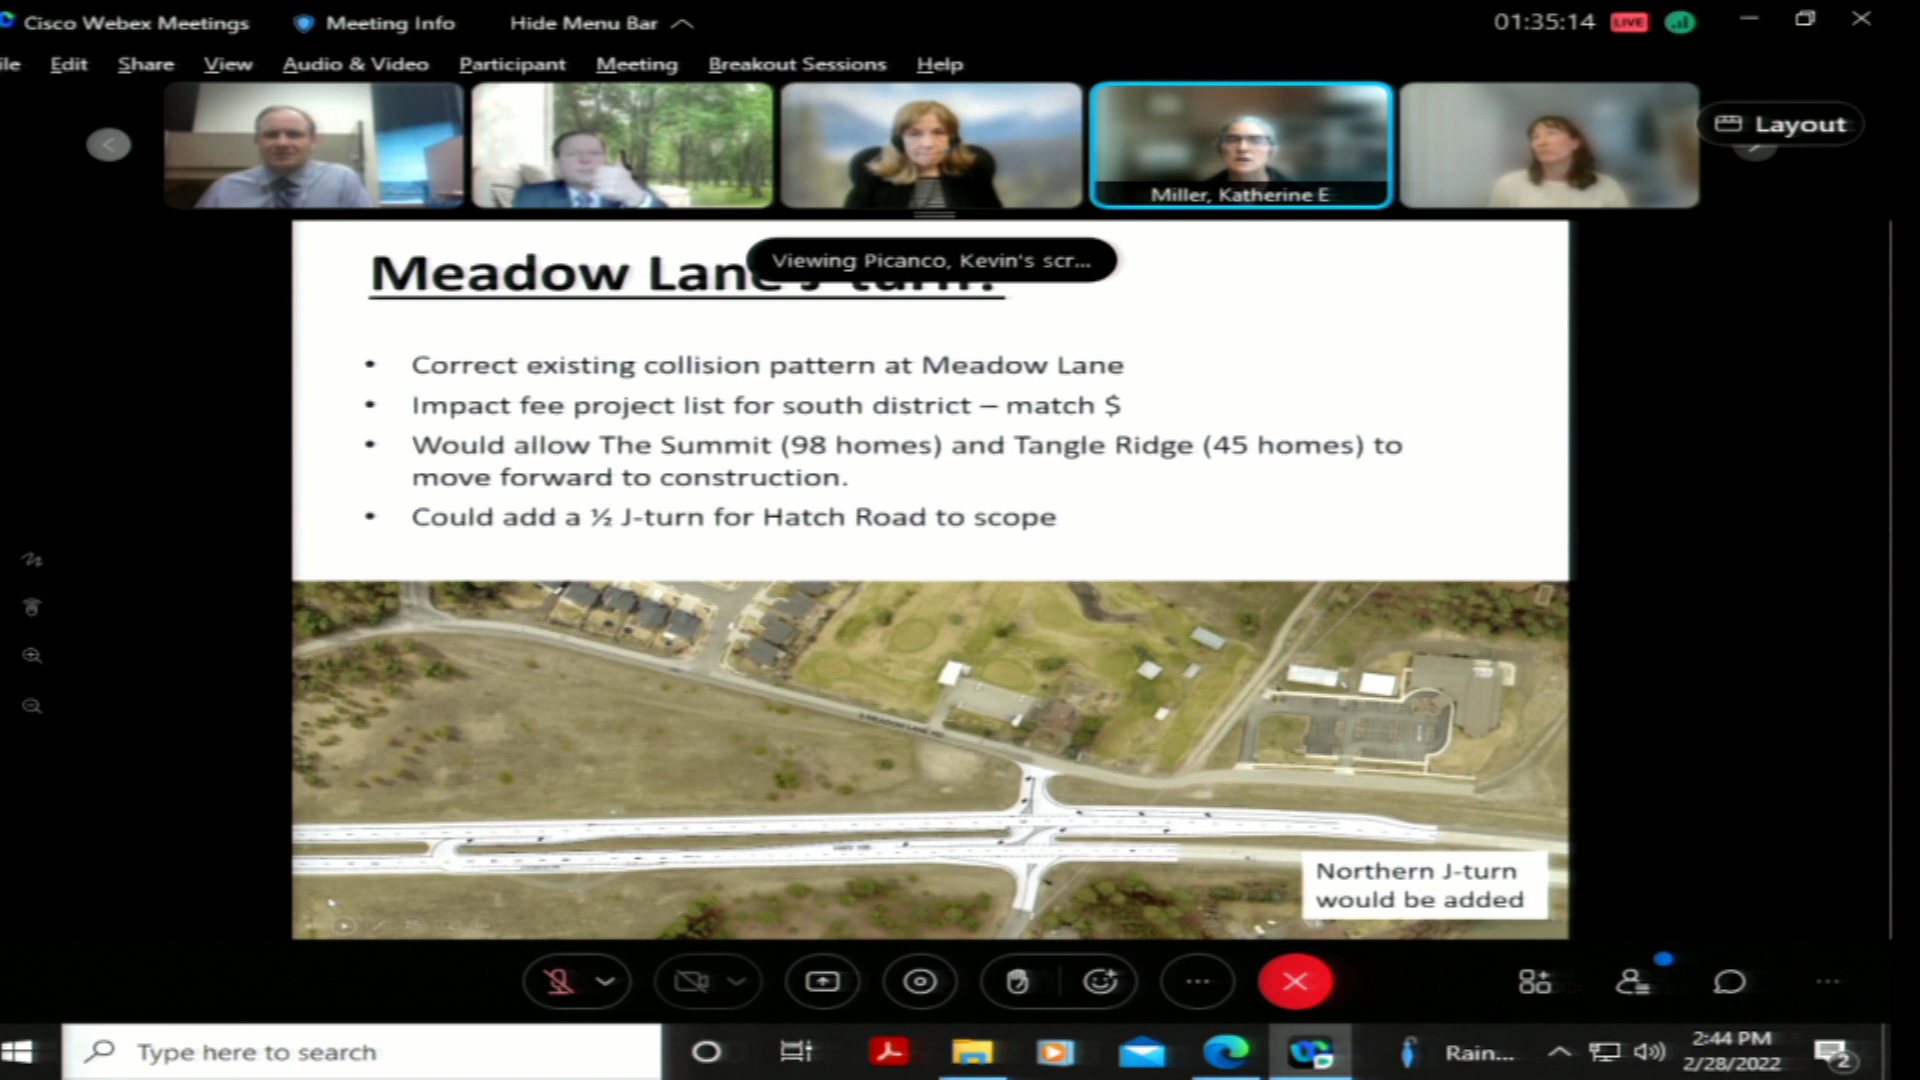 Cisco Webex Meetings Meeting Info Hide Menu Bar 01:35:14 LIVE
ile Edit Share View Audio & Video Participant Meeting Breakout Sessions Help
Layout
Miller, Katherine E
Viewing Picanco, Kevin's scr...
Meadow Lane J-turn?
• Correct existing collision pattern at Meadow Lane
• Impact fee project list for south district – match $
• Would allow The Summit (98 homes) and Tangle Ridge (45 homes) to
move forward to construction.
• Could add a ½ J-turn for Hatch Road to scope
Northern J-turn
would be added
Type here to search
Rain...
2:44 PM
2/28/2022
2